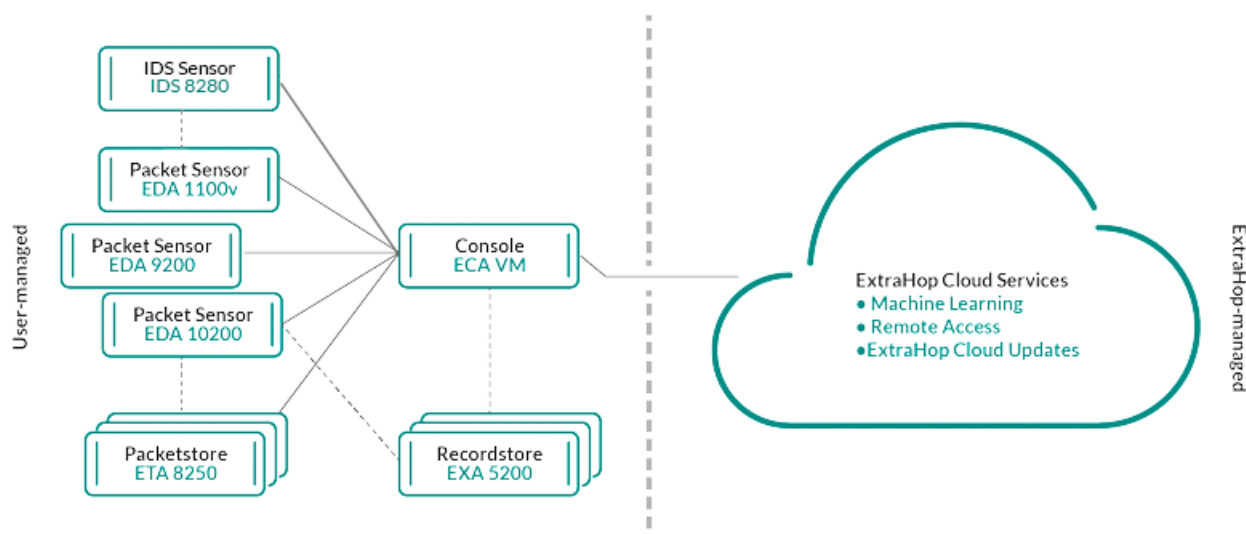 User-managed
IDS Sensor
IDS 8280
Packet Sensor
EDA 1100v
Packet Sensor
EDA 9200
Packet Sensor
EDA 10200
Packetstore
ETA 8250
Console
ECA VM
Recordstore
EXA 5200
ExtraHop Cloud Services
● Machine Learning
● Remote Access
●ExtraHop Cloud Updates
ExtraHop-managed